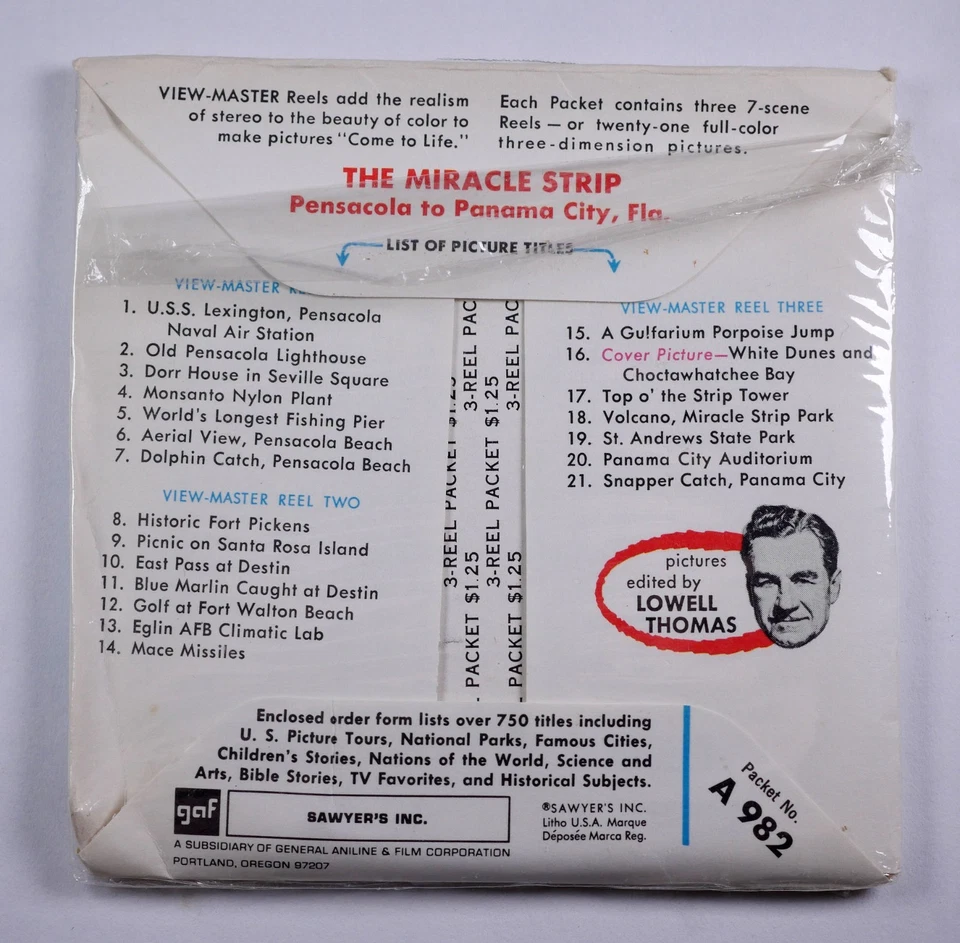 VIEW-MASTER Reels add the realism
of stereo to the beauty of color to
make pictures "Come to Life."
Each Packet contains three 7-scene
Reels — or twenty-one full-color
three-dimension pictures.
THE MIRACLE STRIP
Pensacola to Panama City, Fla.
LIST OF PICTURE TITLES
VIEW-MASTER
1. U.S.S. Lexington, Pensacola
Naval Air Station
2. Old Pensacola Lighthouse
3. Dorr House in Seville Square
4. Monsanto Nylon Plant
5. World's Longest Fishing Pier
6. Aerial View, Pensacola Beach
7. Dolphin Catch, Pensacola Beach
VIEW-MASTER REEL TWO
8. Historic Fort Pickens
9. Picnic on Santa Rosa Island
10. East Pass at Destin
11. Blue Marlin Caught at Destin
12. Golf at Fort Walton Beach
13. Eglin AFB Climatic Lab
14. Mace Missiles
3-REEL PACKET $1.25
PACKET $1.25 3-REEL PAC
3-REEL PACKET $1.25
- PACKET $1.25 3-REEL PAC
VIEW-MASTER REEL THREE
15. A Gulfarium Porpoise Jump
16. Cover Picture—White Dunes and
Choctawhatchee Bay
17. Top o' the Strip Tower
18. Volcano, Miracle Strip Park
19. St. Andrews State Park
20. Panama City Auditorium
21. Snapper Catch, Panama City
pictures
edited by
LOWELL
THOMAS
Enclosed order form lists over 750 titles including
U. S. Picture Tours, National Parks, Famous Cities,
Children's Stories, Nations of the World, Science and
Arts, Bible Stories, TV Favorites, and Historical Subjects.
gaf
SAWYER'S INC.
A SUBSIDIARY OF GENERAL ANILINE & FILM CORPORATION
PORTLAND, OREGON 97207
®SAWYER'S INC.
Litho U.S.A. Marque
Déposée Marca Reg.
Packet No.
A 982